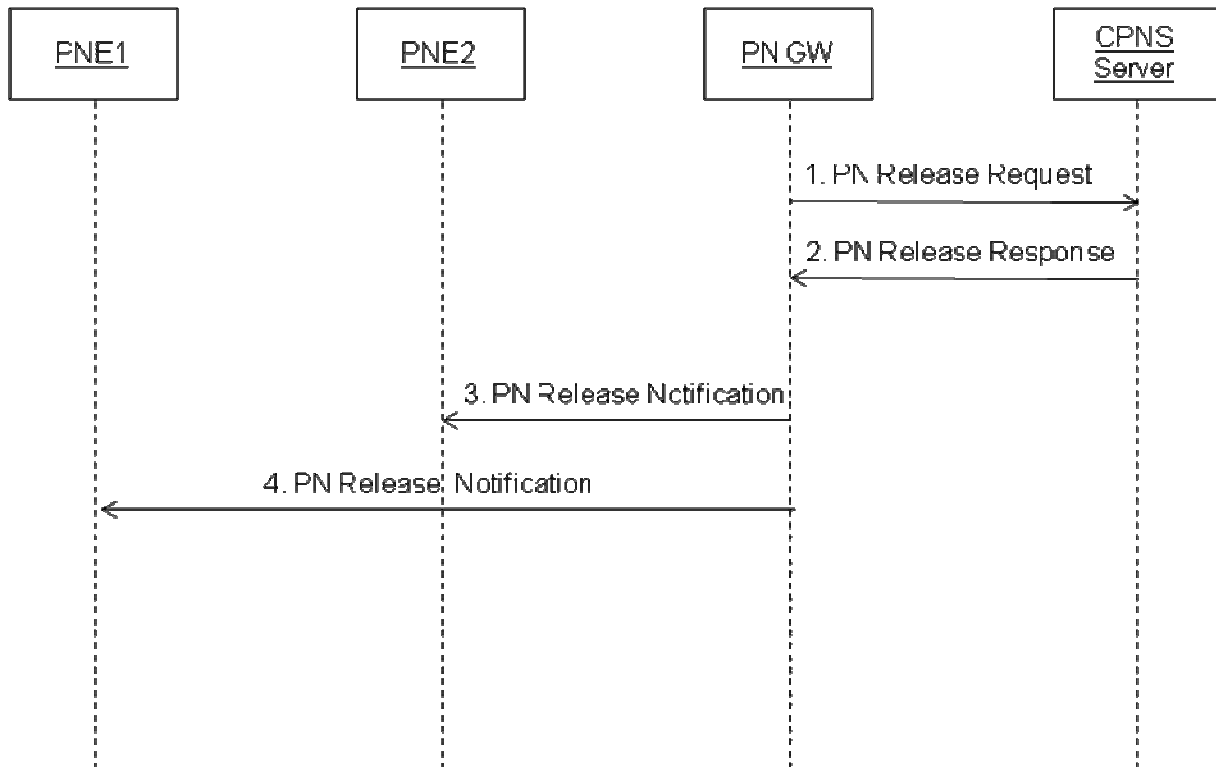 PNE1
PNE2
PN GW
CPNS
Server
1. PN Release Request
2. PN Release Response
3. PN Release Notification
4. PN Release Notification